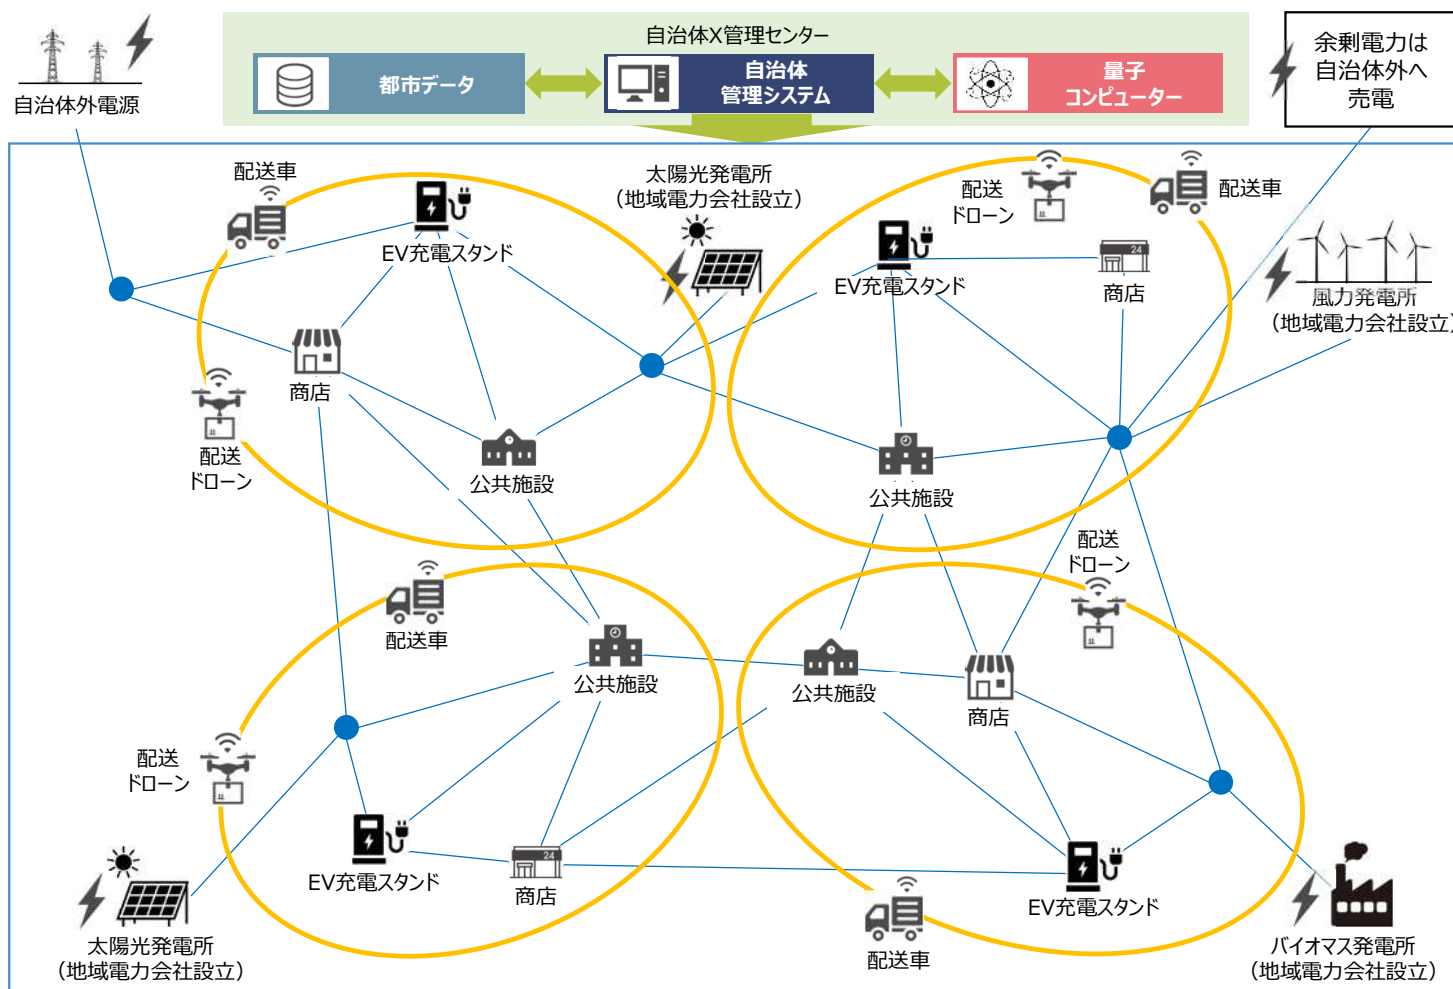 自治体X管理センター
都市データ
自治体
管理システム
量子
コンピューター
自治体外電源
余剰電力は
自治体外へ
売電
配送車
EV充電スタンド
商店
配送
ドローン
公共施設
太陽光発電所
(地域電力会社設立)
配送
ドローン
配送車
EV充電スタンド
24
商店
公共施設
風力発電所
(地域電力会社設立)
配送車
公共施設
配送
ドローン
EV充電スタンド
24
商店
太陽光発電所
(地域電力会社設立)
配送
ドローン
公共施設
商店
EV充電スタンド
配送車
バイオマス発電所
(地域電力会社設立)